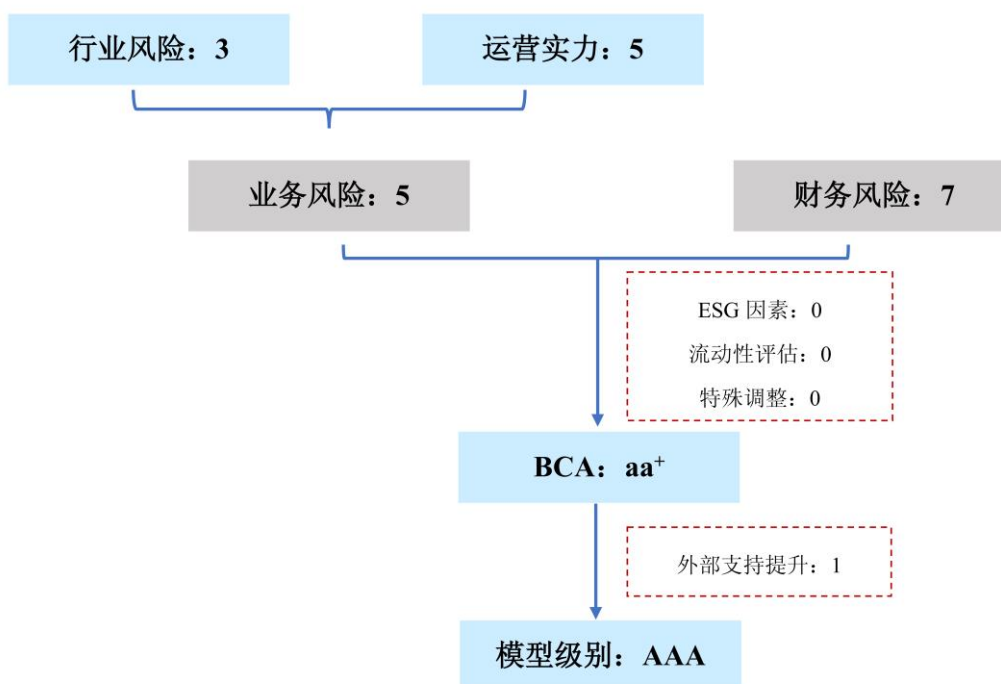 行业风险：3
运营实力：5
业务风险：5
财务风险：7
ESG 因素：0
流动性评估：0
特殊调整：0
BCA：aa⁺
外部支持提升：1
模型级别：AAA